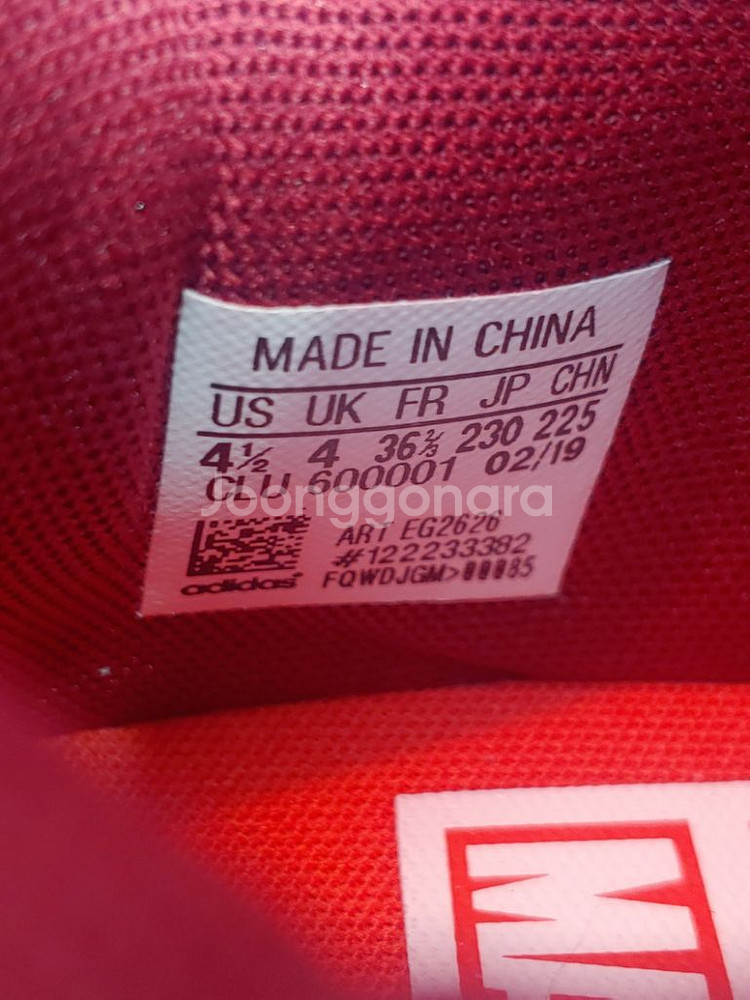 MADE IN CHINA
US UK FR JP CHN
4½ 4 36⅔ 230 225
CLU 600001 02/19
Joonggonara
ART EG2626
#122233382
FQWDJGM>00085
adidas